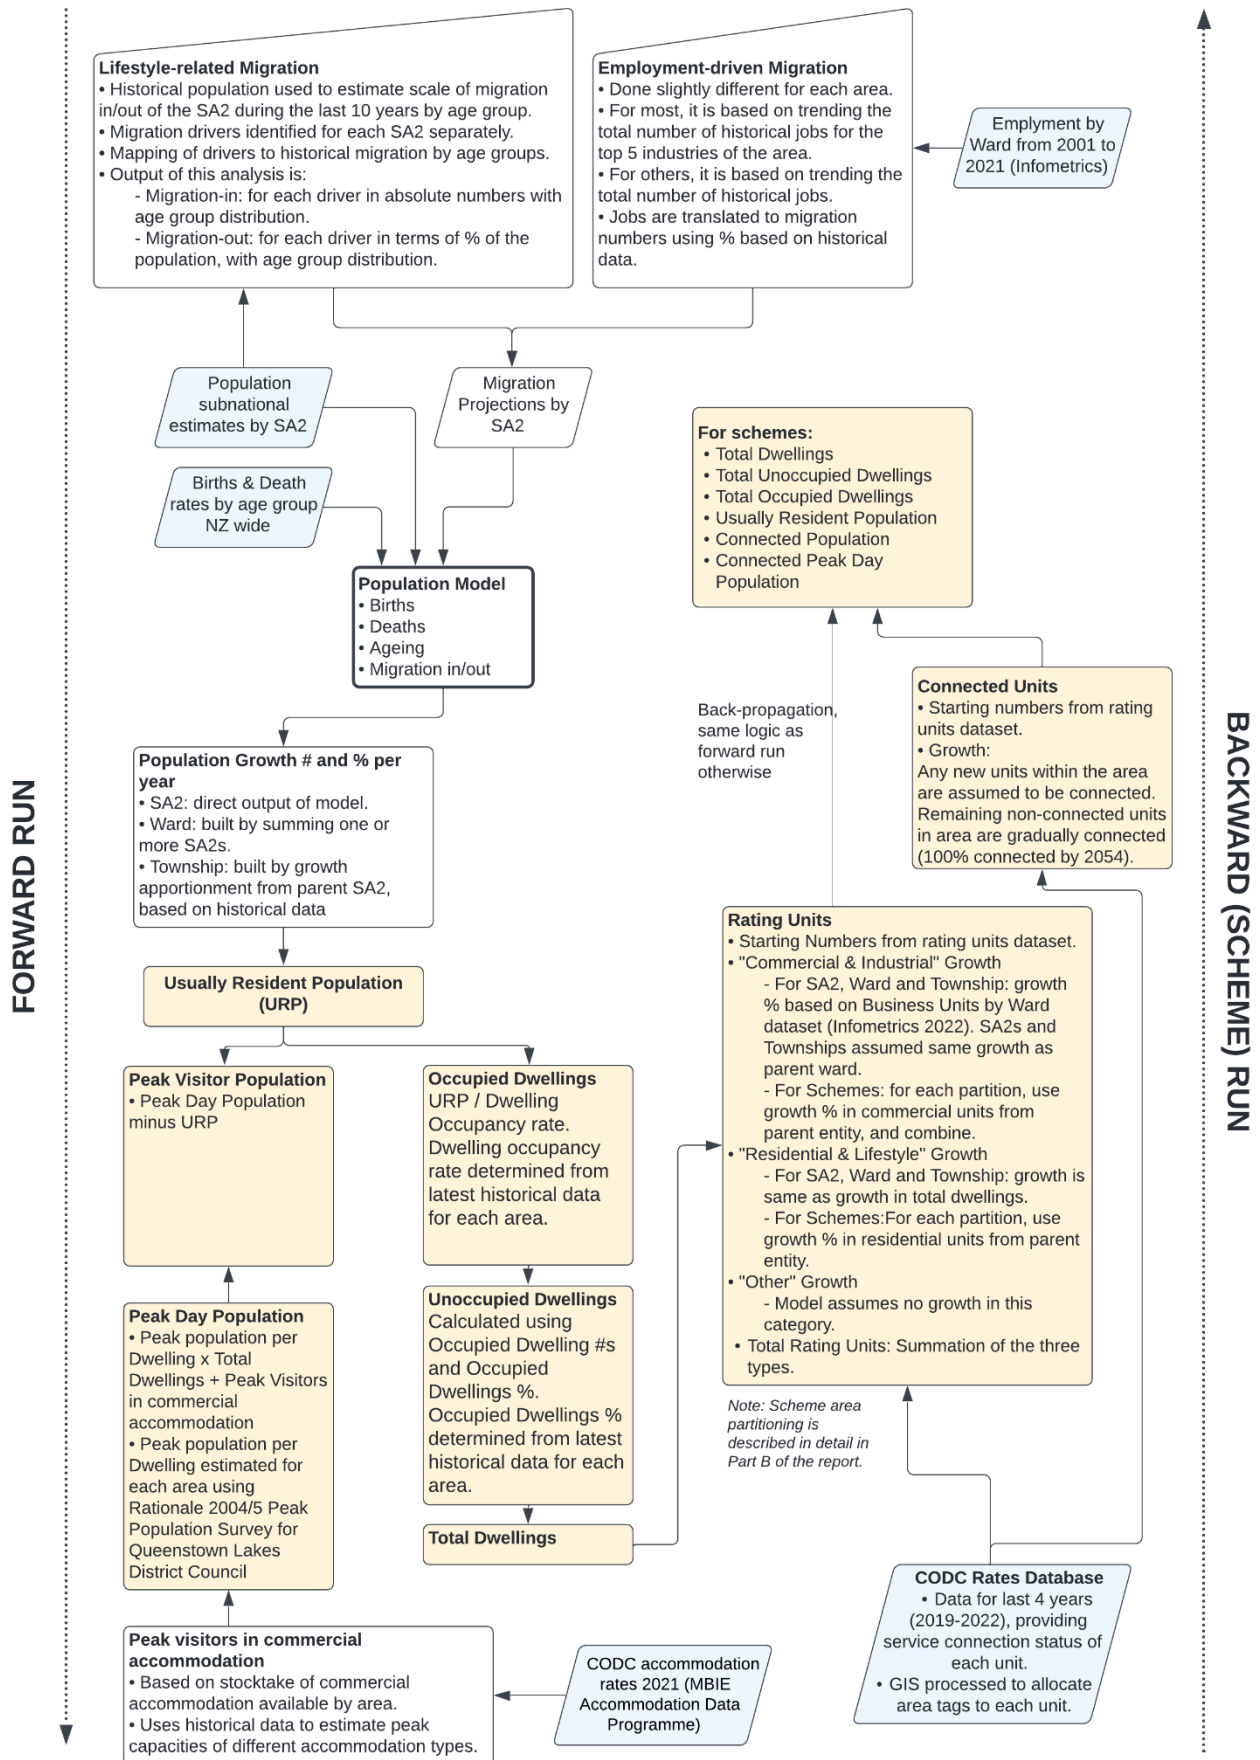 Lifestyle-related Migration
• Historical population used to estimate scale of migration
in/out of the SA2 during the last 10 years by age group.
• Migration drivers identified for each SA2 separately.
• Mapping of drivers to historical migration by age groups.
• Output of this analysis is:
- Migration-in: for each driver in absolute numbers with
age group distribution.
- Migration-out: for each driver in terms of % of the
population, with age group distribution.
Employment-driven Migration
• Done slightly different for each area.
• For most, it is based on trending the
total number of historical jobs for the
top 5 industries of the area.
• For others, it is based on trending the
total number of historical jobs.
• Jobs are translated to migration
numbers using % based on historical
data.
Emplyment by
Ward from 2001 to
2021 (Infometrics)
Population
subnational
estimates by SA2
Migration
Projections by
SA2
Births & Death
rates by age group
NZ wide
For schemes:
• Total Dwellings
• Total Unoccupied Dwellings
• Total Occupied Dwellings
• Usually Resident Population
• Connected Population
• Connected Peak Day
Population
Population Model
• Births
• Deaths
• Ageing
• Migration in/out
Back-propagation,
same logic as
forward run
otherwise
Connected Units
• Starting numbers from rating
units dataset.
• Growth:
Any new units within the area
are assumed to be connected.
Remaining non-connected units
in area are gradually connected
(100% connected by 2054).
FORWARD RUN
BACKWARD (SCHEME) RUN
Population Growth # and % per
year
• SA2: direct output of model.
• Ward: built by summing one or
more SA2s.
• Township: built by growth
apportionment from parent SA2,
based on historical data
Usually Resident Population
(URP)
Peak Visitor Population
• Peak Day Population
minus URP
Occupied Dwellings
URP / Dwelling
Occupancy rate.
Dwelling occupancy
rate determined from
latest historical data
for each area.
Rating Units
• Starting Numbers from rating units dataset.
• "Commercial & Industrial" Growth
- For SA2, Ward and Township: growth
% based on Business Units by Ward
dataset (Infometrics 2022). SA2s and
Townships assumed same growth as
parent ward.
- For Schemes: for each partition, use
growth % in commercial units from
parent entity, and combine.
• "Residential & Lifestyle" Growth
- For SA2, Ward and Township: growth is
same as growth in total dwellings.
- For Schemes:For each partition, use
growth % in residential units from parent
entity.
• "Other" Growth
- Model assumes no growth in this
category.
• Total Rating Units: Summation of the three
types.
Peak Day Population
• Peak population per
Dwelling x Total
Dwellings + Peak Visitors
in commercial
accommodation
• Peak population per
Dwelling estimated for
each area using
Rationale 2004/5 Peak
Population Survey for
Queenstown Lakes
District Council
Unoccupied Dwellings
Calculated using
Occupied Dwelling #s
and Occupied
Dwellings %.
Occupied Dwellings %
determined from latest
historical data for each
area.
Total Dwellings
Note: Scheme area
partitioning is
described in detail in
Part B of the report.
CODC Rates Database
• Data for last 4 years
(2019-2022), providing
service connection status of
each unit.
• GIS processed to allocate
area tags to each unit.
Peak visitors in commercial
accommodation
• Based on stocktake of commercial
accommodation available by area.
• Uses historical data to estimate peak
capacities of different accommodation types.
CODC accommodation
rates 2021 (MBIE
Accommodation Data
Programme)